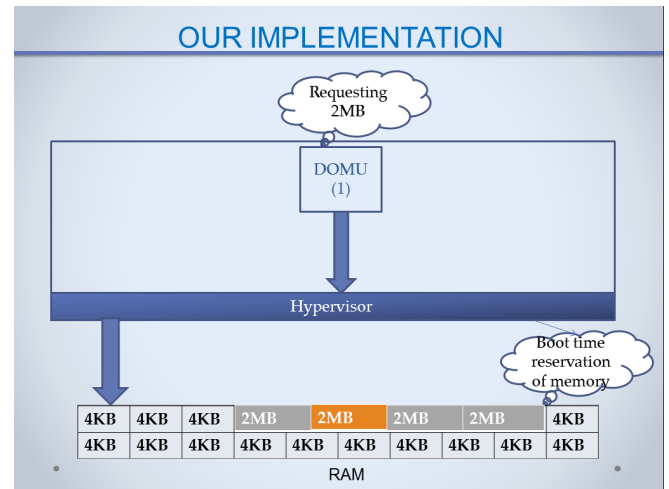 OUR IMPLEMENTATION
Requesting
2MB
DOMU
(1)
Hypervisor
Boot time
reservation
of memory
4KB 4KB 4KB 2MB 2MB 2MB 2MB 4KB
4KB 4KB 4KB 4KB 4KB 4KB 4KB 4KB 4KB 4KB
RAM